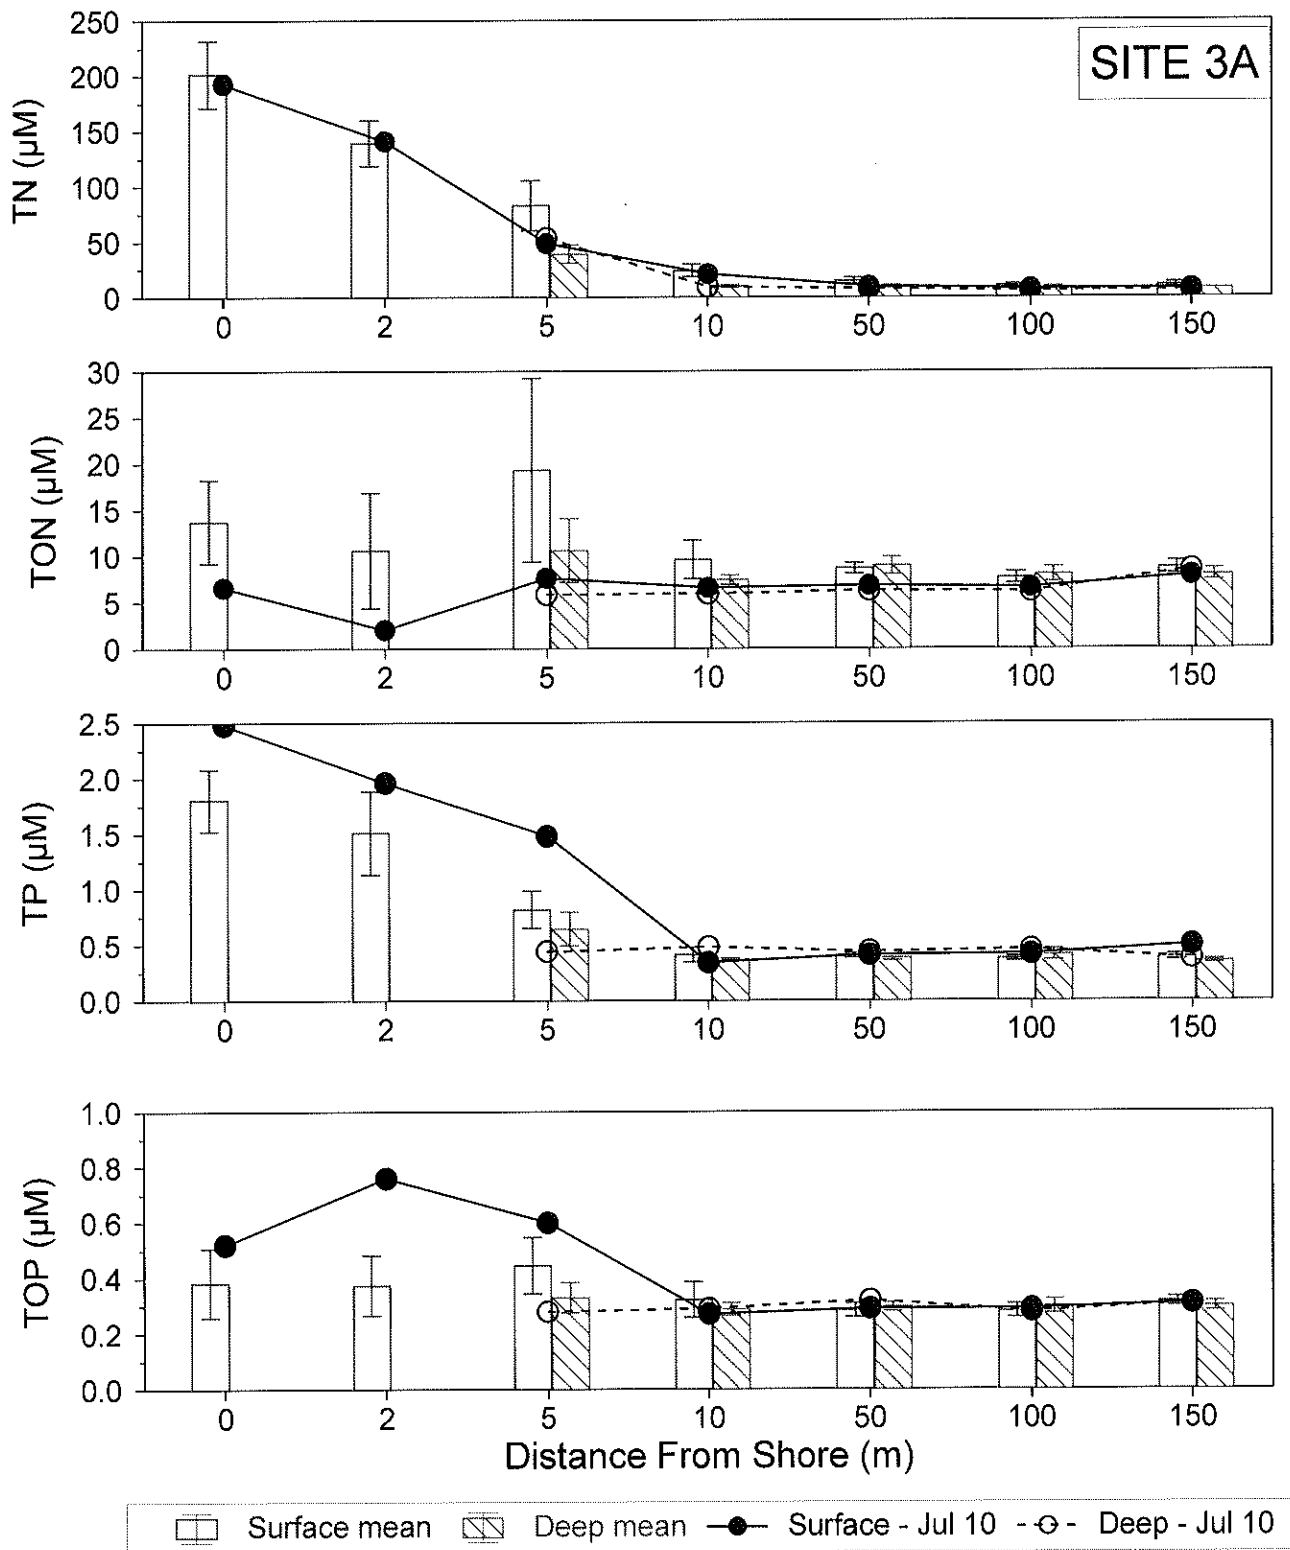 SITE 3A
TN (µM)
250
200
150
100
50
0
0 2 5 10 50 100 150
TON (µM)
30
25
20
15
10
5
0
0 2 5 10 50 100 150
TP (µM)
2.5
2.0
1.5
1.0
0.5
0.0
0 2 5 10 50 100 150
TOP (µM)
1.0
0.8
0.6
0.4
0.2
0.0
0 2 5 10 50 100 150
Distance From Shore (m)
Surface mean Deep mean Surface - Jul 10 Deep - Jul 10